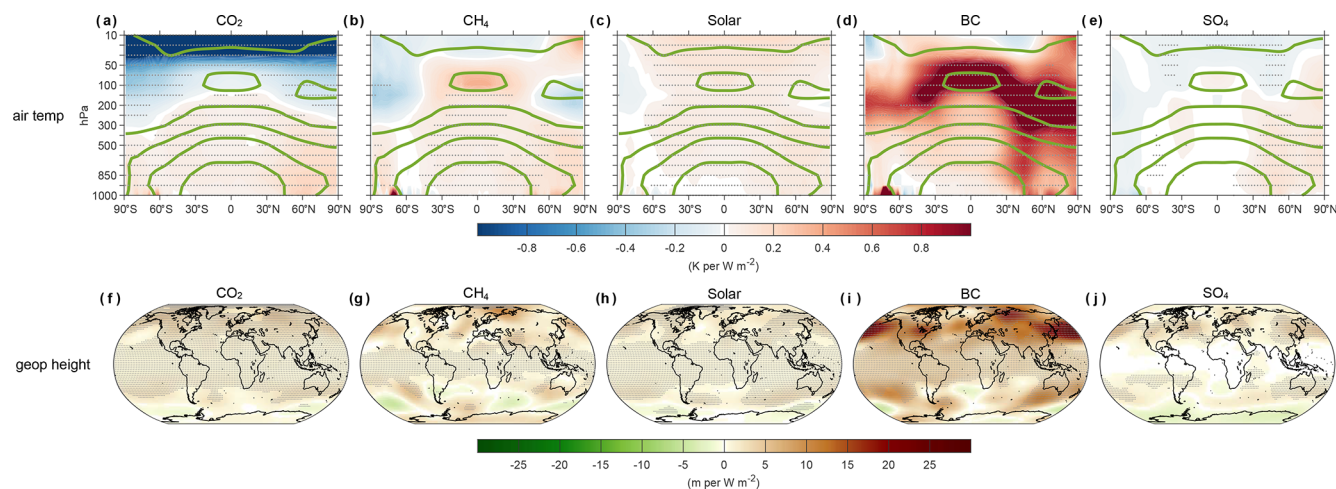 (a) CO₂ (b) CH₄ (c) Solar (d) BC (e) SO₄
air temp
hPa
10
50
100
200
300
500
850
1000
90°S 60°S 30°S 0 30°N 60°N 90°N 90°S 60°S 30°S 0 30°N 60°N 90°N 90°S 60°S 30°S 0 30°N 60°N 90°N 90°S 60°S 30°S 0 30°N 60°N 90°N 90°S 60°S 30°S 0 30°N 60°N 90°N
-0.8 -0.6 -0.4 -0.2 0 0.2 0.4 0.6 0.8
(K per W m⁻²)
(f) CO₂ (g) CH₄ (h) Solar (i) BC (j) SO₄
geop height
-25 -20 -15 -10 -5 0 5 10 15 20 25
(m per W m⁻²)